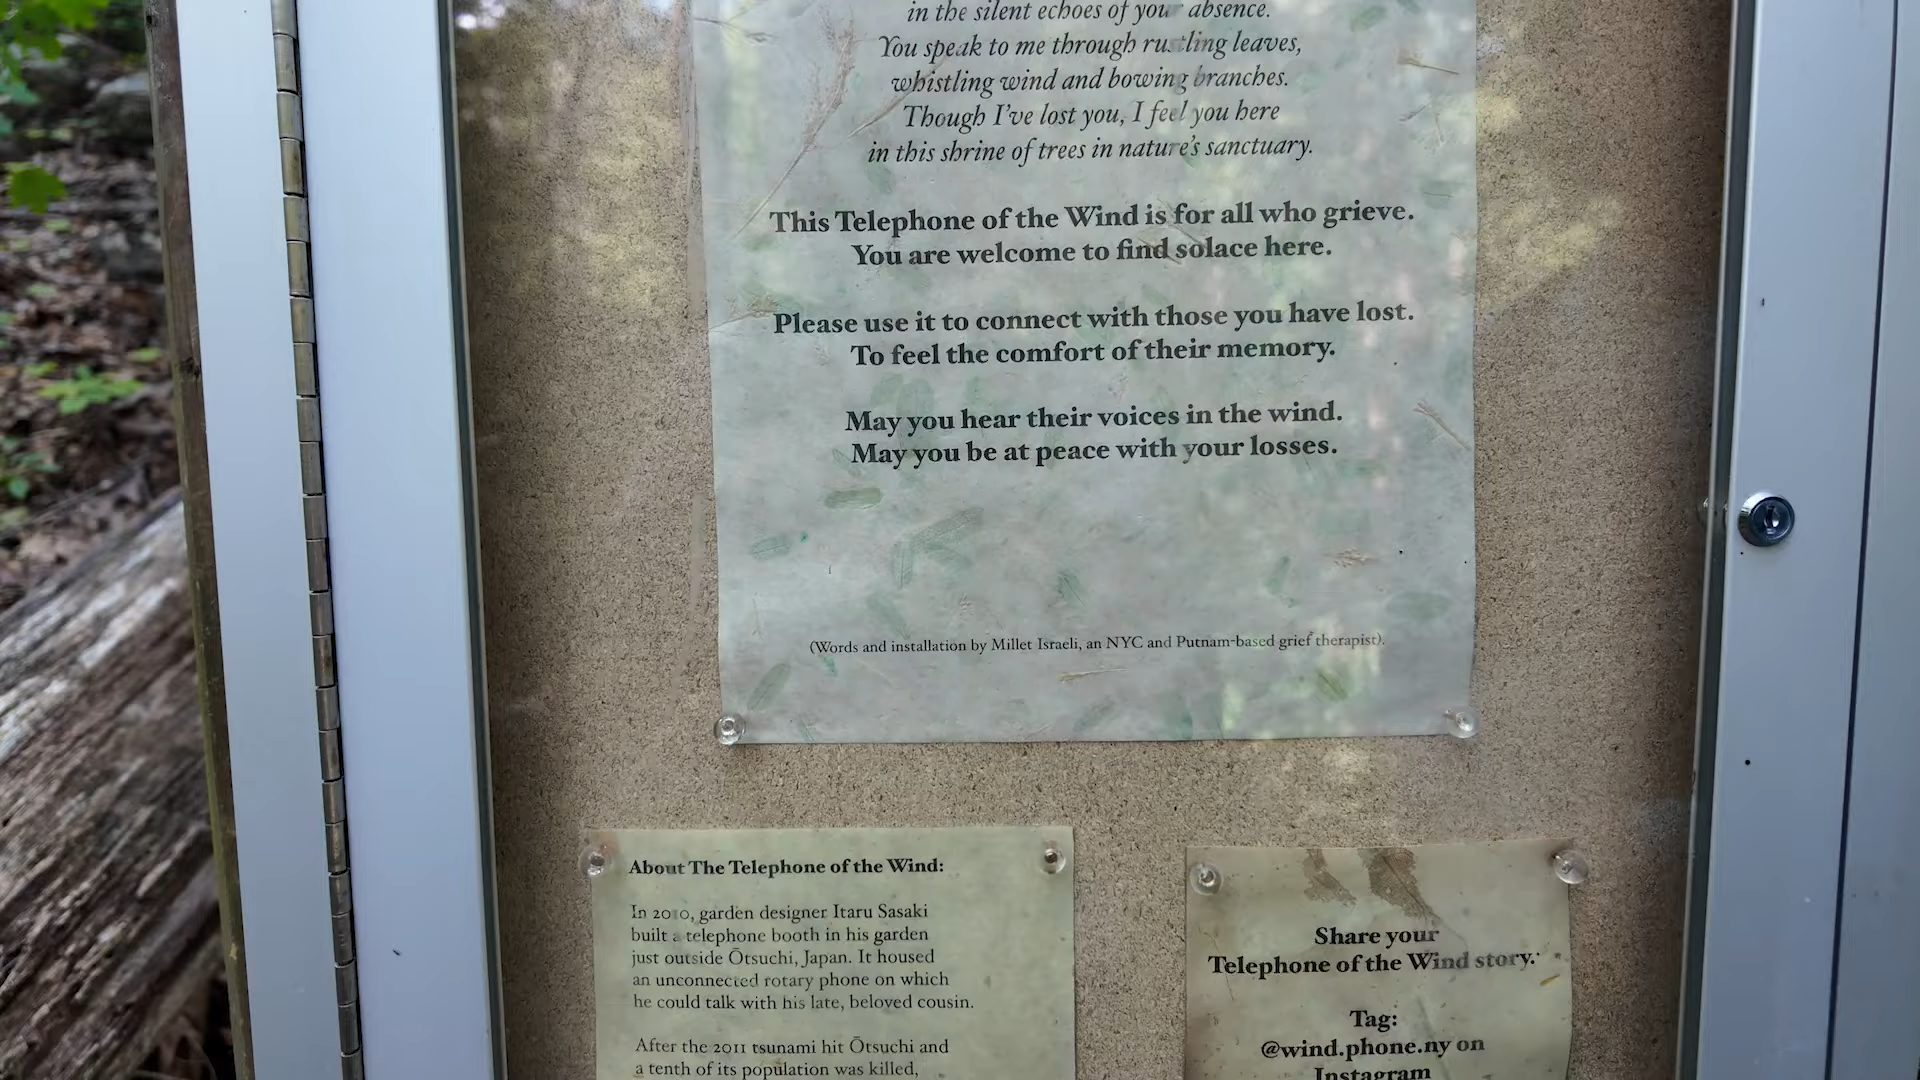 in the silent echoes of your absence.
You speak to me through rustling leaves,
whistling wind and bowing branches.
Though I've lost you, I feel you here
in this shrine of trees in nature's sanctuary.
This Telephone of the Wind is for all who grieve.
You are welcome to find solace here.
Please use it to connect with those you have lost.
To feel the comfort of their memory.
May you hear their voices in the wind.
May you be at peace with your losses.
(Words and installation by Millet Israeli, an NYC and Putnam-based grief therapist).
About The Telephone of the Wind:
In 2010, garden designer Itaru Sasaki
built a telephone booth in his garden
just outside Ōtsuchi, Japan. It housed
an unconnected rotary phone on which
he could talk with his late, beloved cousin.
After the 2011 tsunami hit Ōtsuchi and
a tenth of its population was killed,
Share your
Telephone of the Wind story.
Tag:
@wind.phone.ny on
Instagram